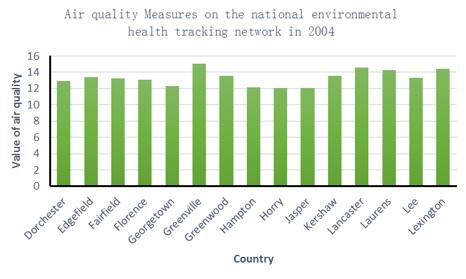 Air quality Measures on the national environmental
health tracking network in 2004
Value of air quality
16
14
12
10
8
6
4
2
0
Dorchester
Edgefield
Fairfield
Florence
Georgetown
Greenville
Greenwood
Hampton
Horry
Jasper
Kershaw
Lancaster
Laurens
Lee
Lexington
Country